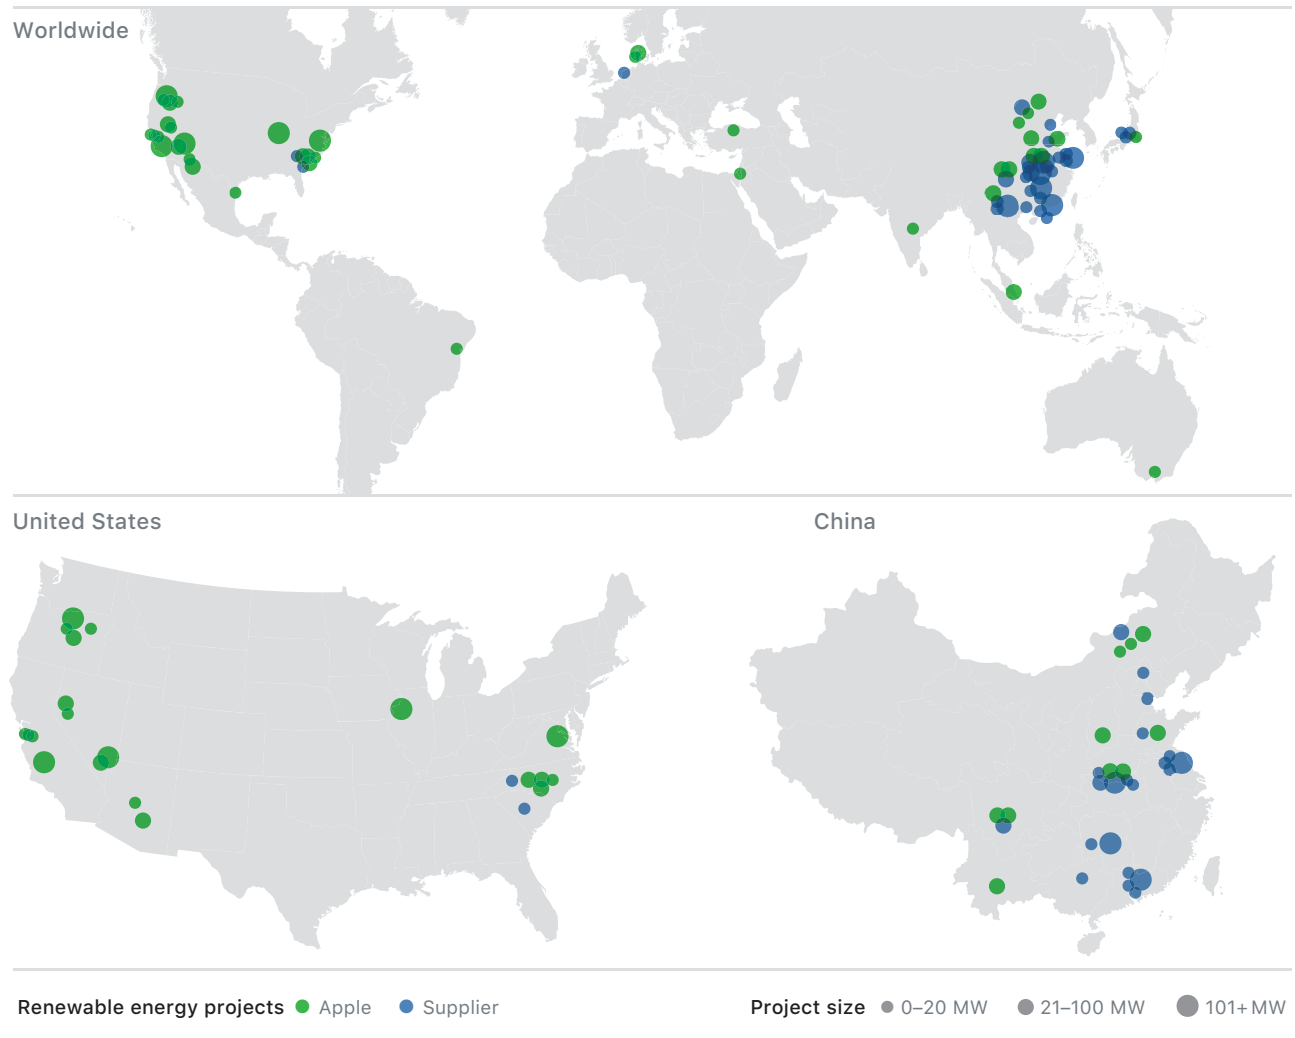 Worldwide
United States
China
Renewable energy projects Apple Supplier Project size 0–20 MW 21–100 MW 101+ MW